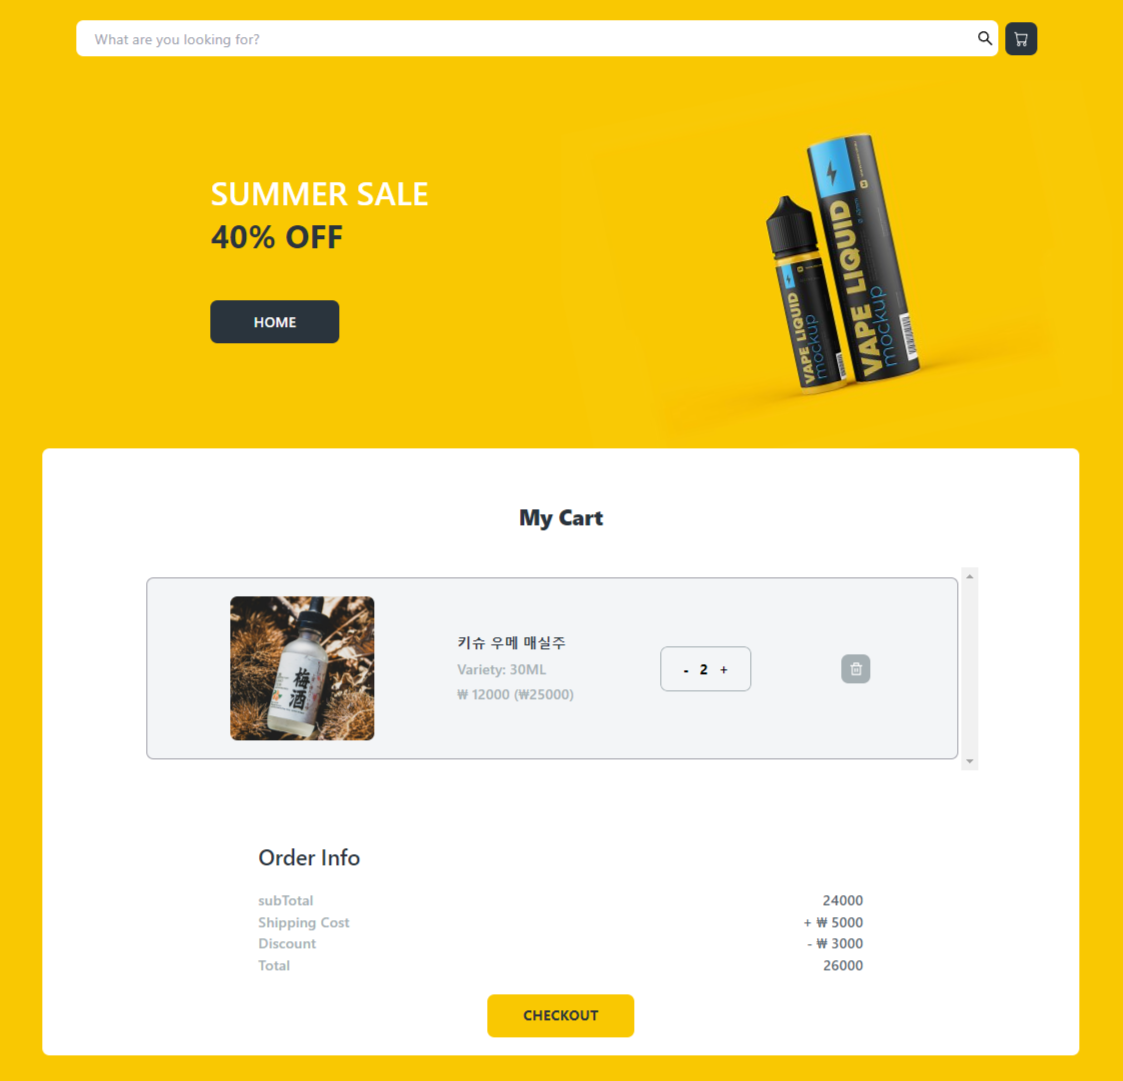 What are you looking for?
SUMMER SALE
40% OFF
HOME
VAPE LIQUID
mockup
VAPE LIQUID
mockup
My Cart
梅酒
키슈 우메 매실주
Variety: 30ML
₩ 12000 (₩25000)
- 2 +
Order Info
subTotal 24000
Shipping Cost + ₩ 5000
Discount - ₩ 3000
Total 26000
CHECKOUT